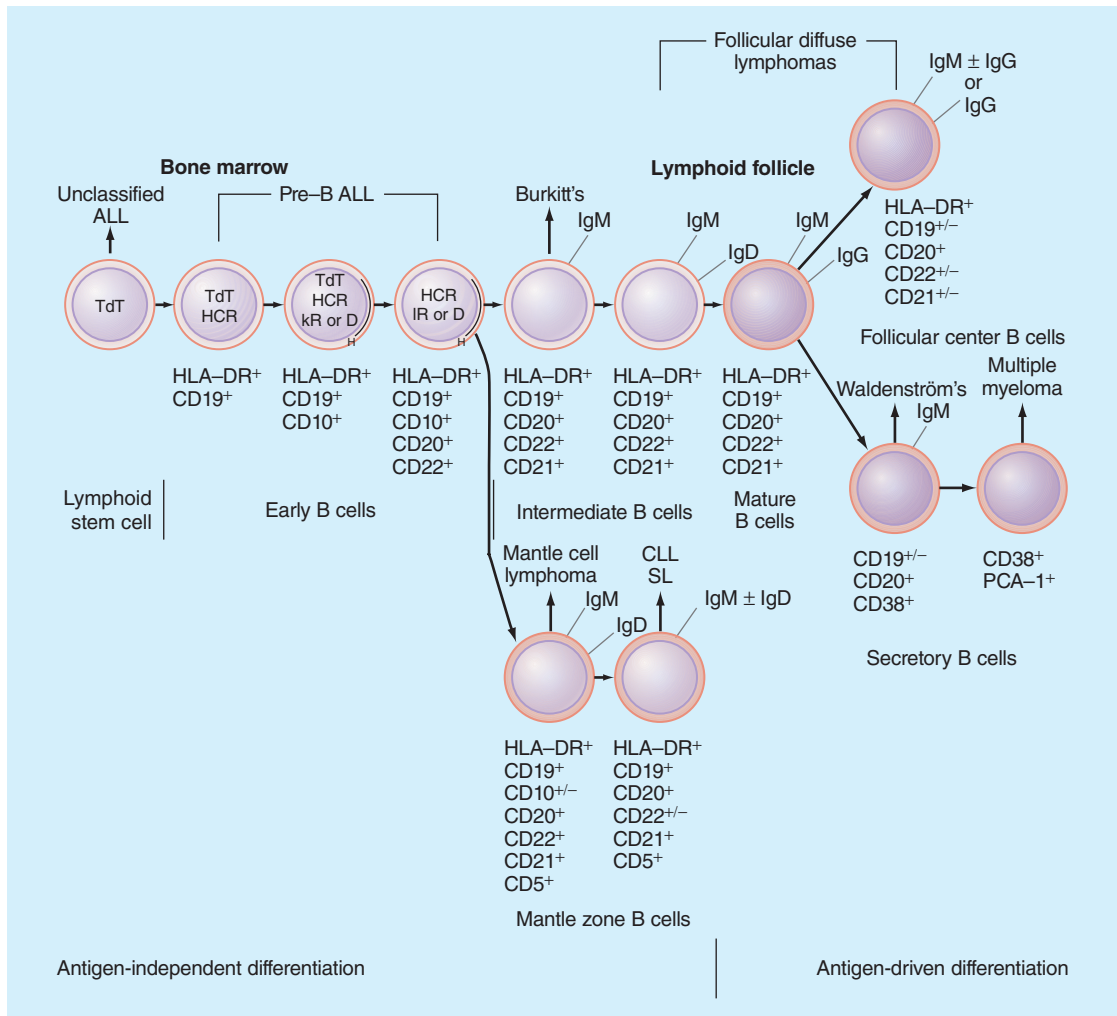 Follicular diffuse
lymphomas
IgM ± IgG
or
IgG
Bone marrow
Lymphoid follicle
Unclassified
ALL
Pre–B ALL
Burkitt's
IgM
IgM
IgD
IgM
IgG
HLA–DR+
CD19+/–
CD20+
CD22+/–
CD21+/–
Follicular center B cells
TdT
TdT
HCR
TdT
HCR
kR or D
H
HCR
lR or D
H
HLA–DR+
CD19+
HLA–DR+
CD19+
CD10+
HLA–DR+
CD19+
CD10+
CD20+
CD22+
HLA–DR+
CD19+
CD20+
CD22+
CD21+
HLA–DR+
CD19+
CD20+
CD22+
CD21+
HLA–DR+
CD19+
CD20+
CD22+
CD21+
Waldenström's
IgM
Multiple
myeloma
Lymphoid
stem cell
Early B cells
Intermediate B cells
Mature
B cells
CD19+/–
CD20+
CD38+
CD38+
PCA–1+
Secretory B cells
Mantle cell
lymphoma
IgM
IgD
CLL
SL
IgM ± IgD
HLA–DR+
CD19+
CD10+/–
CD20+
CD22+
CD21+
CD5+
HLA–DR+
CD19+
CD20+
CD22+/–
CD21+
CD5+
Mantle zone B cells
Antigen-independent differentiation
Antigen-driven differentiation